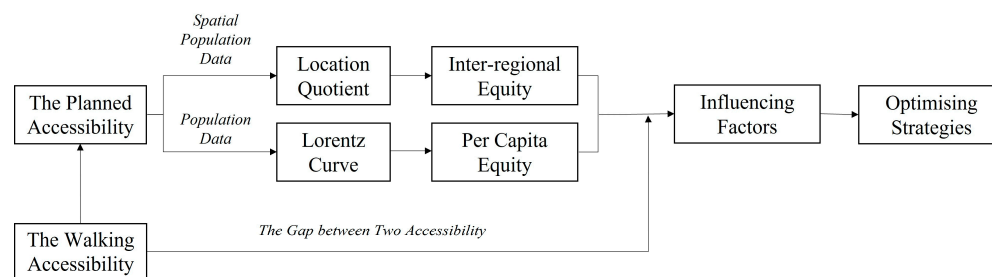 Spatial
Population
Data
Location
Quotient
Inter-regional
Equity
The Planned
Accessibility
Influencing
Factors
Optimising
Strategies
Population
Data
Lorentz
Curve
Per Capita
Equity
The Walking
Accessibility
The Gap between Two Accessibility